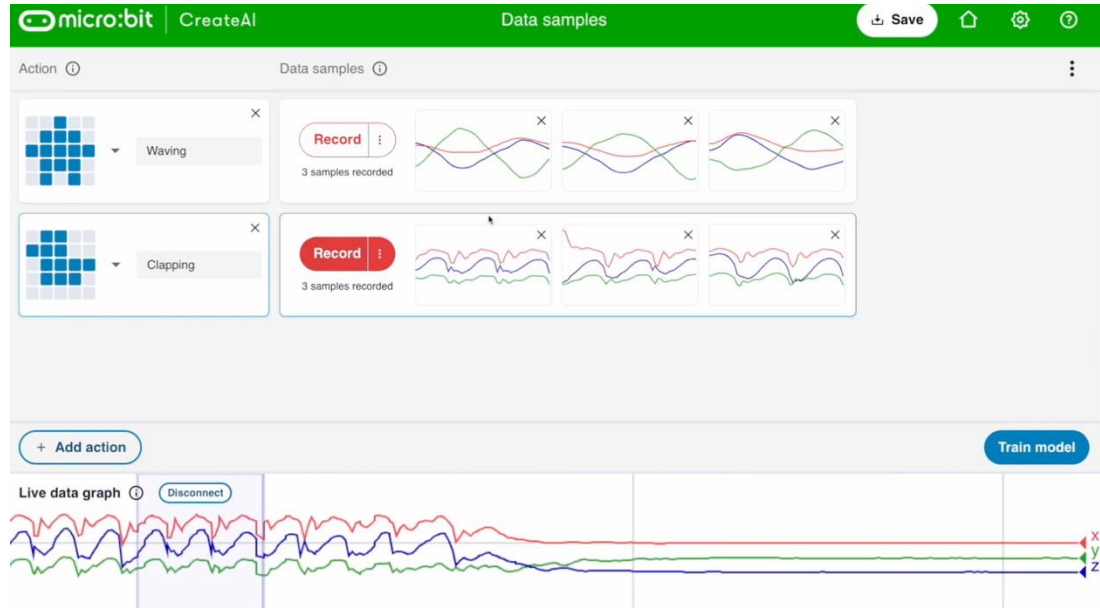 micro:bit CreateAI Data samples Save
Action Data samples
Waving
Record
3 samples recorded
Clapping
Record
3 samples recorded
+ Add action Train model
Live data graph Disconnect
x
y
z